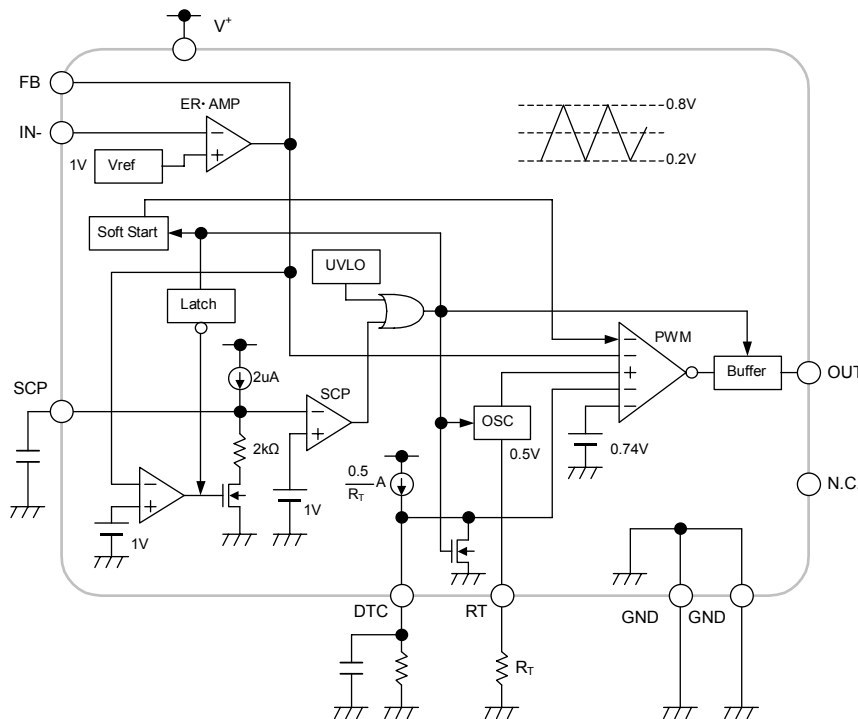 V+
FB
ER・AMP
0.8V
IN-
−
+
1V
Vref
0.2V
Soft Start
UVLO
Latch
PWM
−
−
+
−
−
Buffer
OUT
2uA
SCP
SCP
−
+
OSC
2kΩ
0.5V
0.74V
0.5
RT
A
N.C.
−
+
1V
1V
DTC
RT
GND
GND
RT